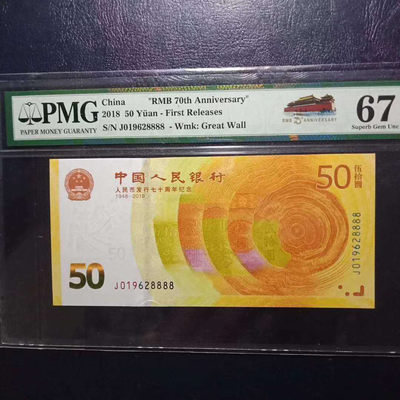 PMG
PAPER MONEY GUARANTY
China "RMB 70th Anniversary"
2018 50 Yüan - First Releases
S/N J019628888 - Wmk: Great Wall
67
Superb Gem Unc
中国人民银行
人民币发行七十周年纪念
1948-2018
50
伍拾圆
50
J019628888